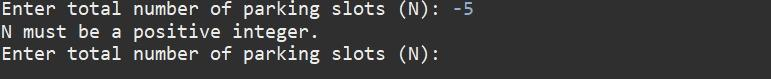 Enter total number of parking slots (N): -5
N must be a positive integer.
Enter total number of parking slots (N):